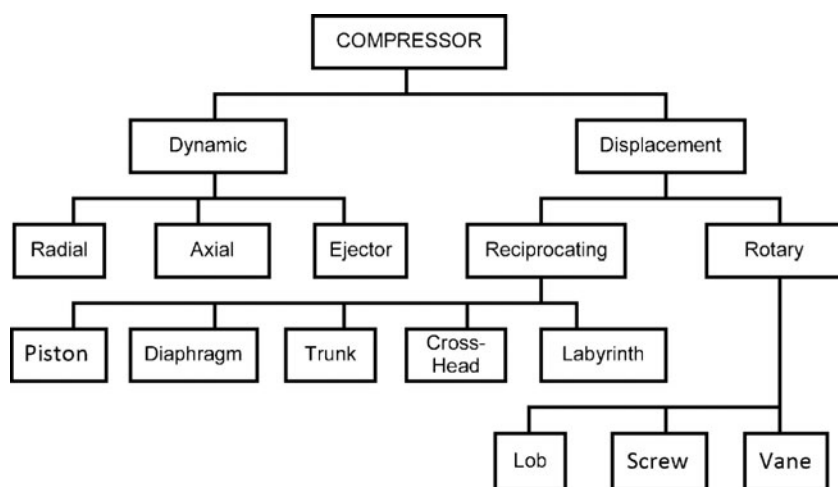 COMPRESSOR
Dynamic
Displacement
Radial
Axial
Ejector
Reciprocating
Rotary
Piston
Diaphragm
Trunk
Cross-
Head
Labyrinth
Lob
Screw
Vane